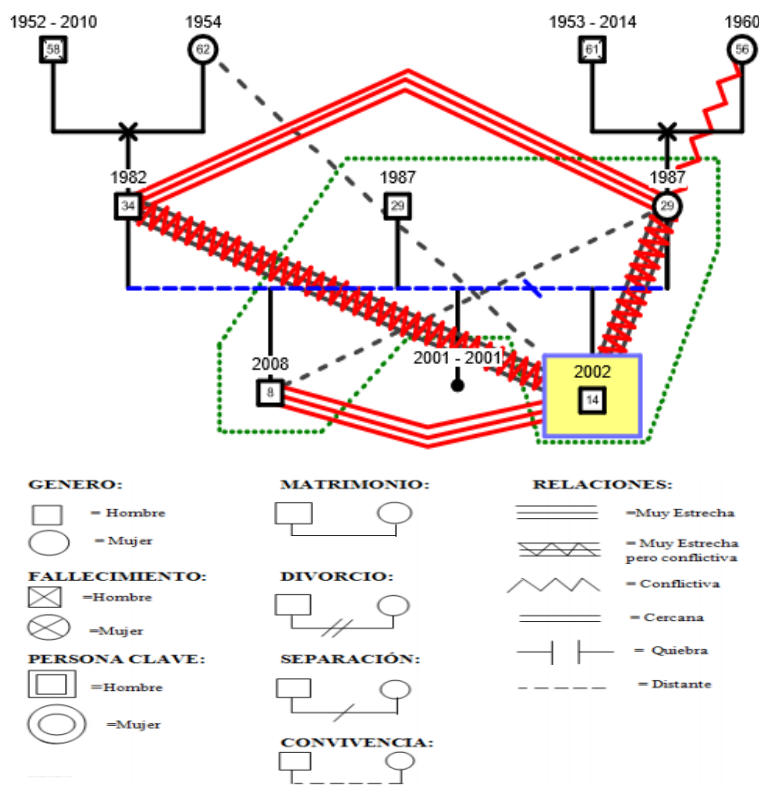 1952 - 2010 1954 1953 - 2014 1960
58 62 61 56
1982 1987 1987
34 29 29
2008 2001 - 2001 2002
8 14
GENERO: MATRIMONIO: RELACIONES:
= Hombre =Muy Estrecha
= Mujer = Muy Estrecha
pero conflictiva
FALLECIMIENTO: DIVORCIO:
=Hombre = Conflictiva
=Mujer = Cercana
PERSONA CLAVE: SEPARACIÓN: = Quiebra
=Hombre = Distante
=Mujer
CONVIVENCIA: